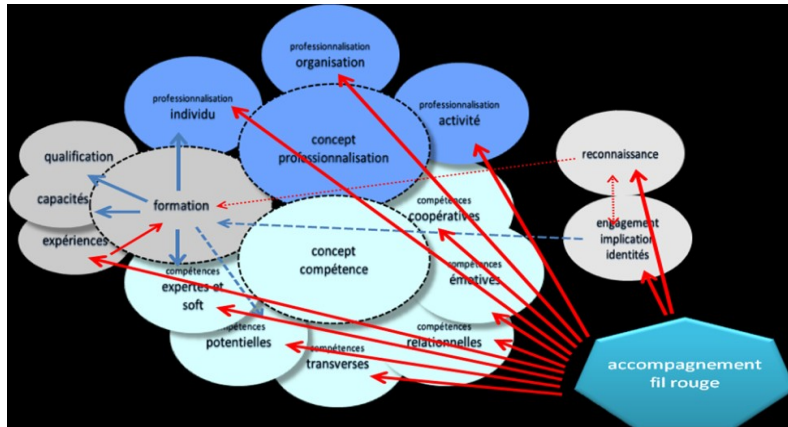 professionnalisation
organisation
professionnalisation
individu
professionnalisation
activité
concept
professionnalisation
qualification
capacités
expériences
formation
reconnaissance
engagement
implication
identités
compétences
coopératives
concept
compétence
compétences
émotives
compétences
expertes et
soft
compétences
potentielles
compétences
relationnelles
compétences
transverses
accompagnement
fil rouge